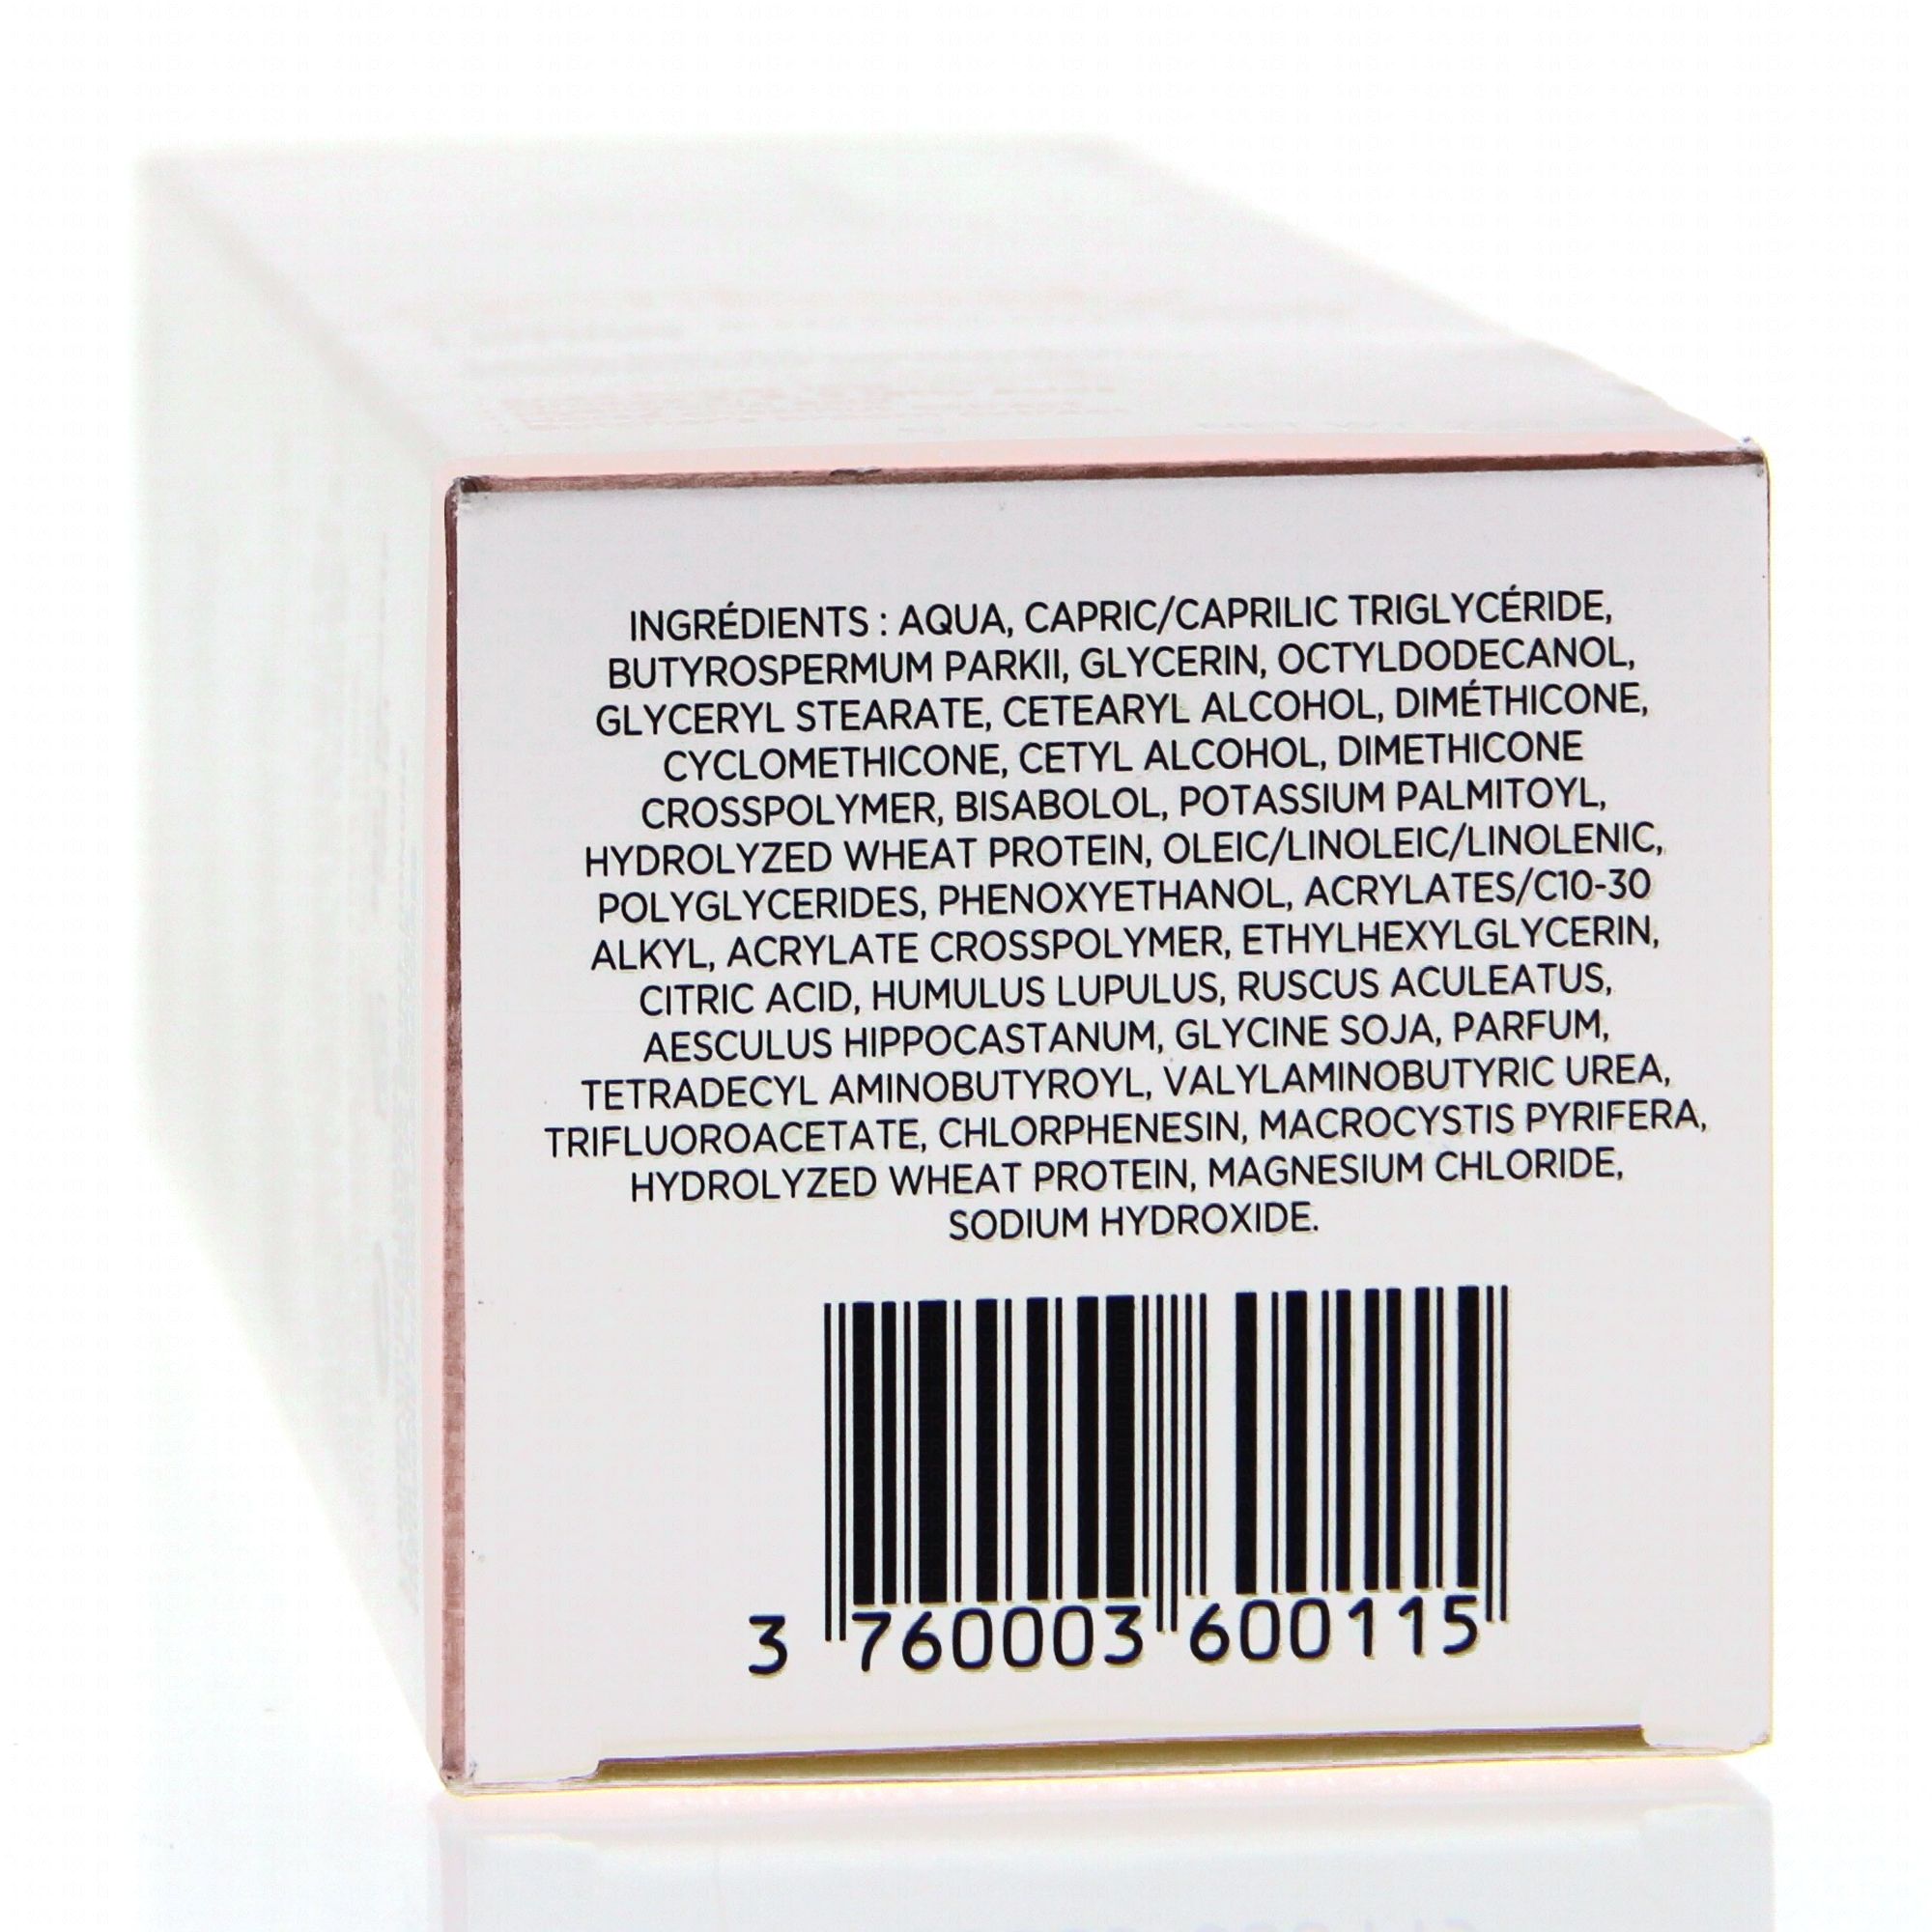 INGRÉDIENTS : AQUA, CAPRIC/CAPRILIC TRIGLYCÉRIDE,
BUTYROSPERMUM PARKII, GLYCERIN, OCTYLDODECANOL,
GLYCERYL STEARATE, CETEARYL ALCOHOL, DIMÉTHICONE,
CYCLOMETHICONE, CETYL ALCOHOL, DIMETHICONE
CROSSPOLYMER, BISABOLOL, POTASSIUM PALMITOYL,
HYDROLYZED WHEAT PROTEIN, OLEIC/LINOLEIC/LINOLENIC,
POLYGLYCERIDES, PHENOXYETHANOL, ACRYLATES/C10-30
ALKYL, ACRYLATE CROSSPOLYMER, ETHYLHEXYLGLYCERIN,
CITRIC ACID, HUMULUS LUPULUS, RUSCUS ACULEATUS,
AESCULUS HIPPOCASTANUM, GLYCINE SOJA, PARFUM,
TETRADECYL AMINOBUTYROYL, VALYLAMINOBUTYRIC UREA,
TRIFLUOROACETATE, CHLORPHENESIN, MACROCYSTIS PYRIFERA,
HYDROLYZED WHEAT PROTEIN, MAGNESIUM CHLORIDE,
SODIUM HYDROXIDE.
3 760003 600115